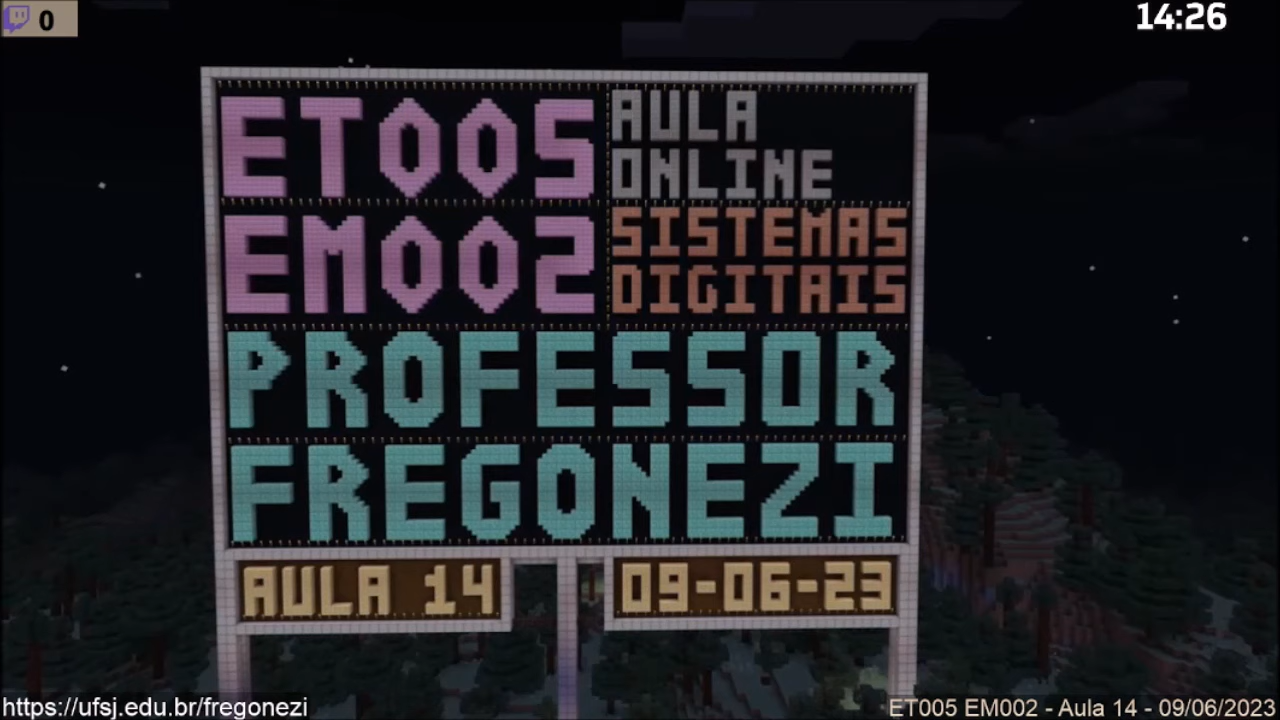 0
14:26
ET005
AULA
ONLINE
EM002
SISTEMAS
DIGITAIS
PROFESSOR
FREGONEZI
AULA 14
09-06-23
https://ufsj.edu.br/fregonezi
ET005 EM002 - Aula 14 - 09/06/2023